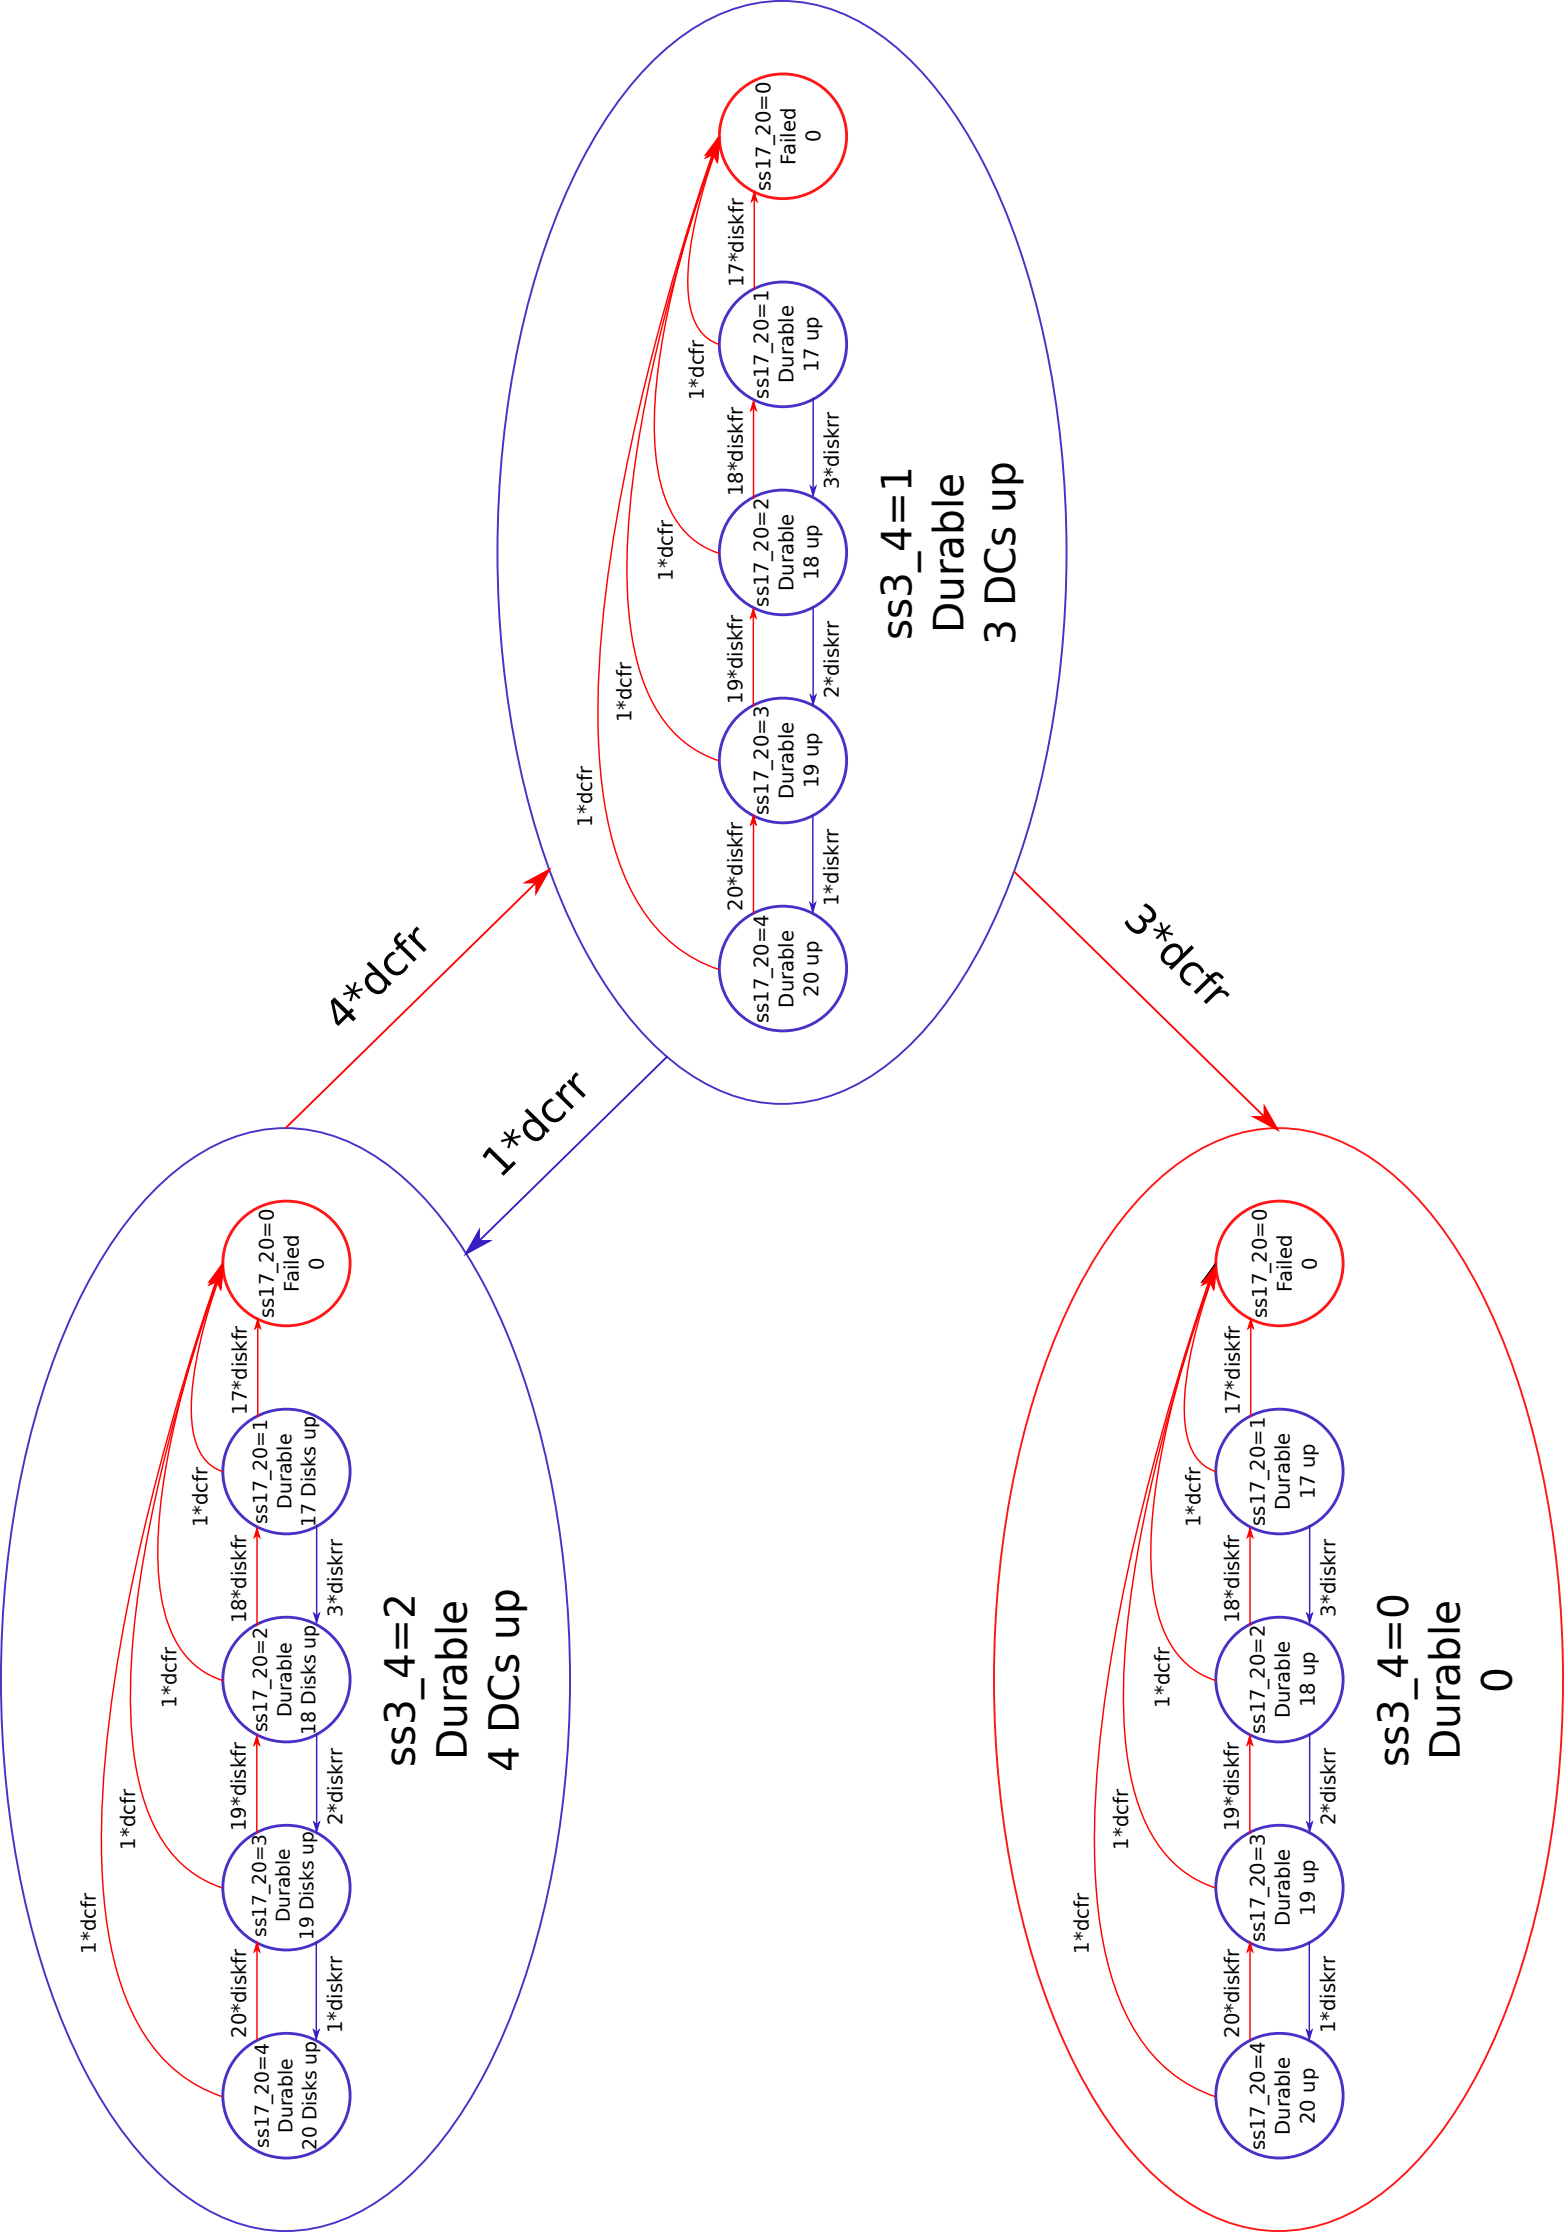 ss17_20=4
Durable
20 Disks up
ss17_20=3
Durable
19 Disks up
ss17_20=2
Durable
18 Disks up
ss17_20=1
Durable
17 Disks up
ss17_20=0
Failed
0
20*diskfr
19*diskfr
18*diskfr
17*diskfr
1*diskrr
2*diskrr
3*diskrr
1*dcfr
1*dcfr
1*dcfr
1*dcfr
ss3_4=2
Durable
4 DCs up
4*dcfr
1*dcrr
ss17_20=4
Durable
20 up
ss17_20=3
Durable
19 up
ss17_20=2
Durable
18 up
ss17_20=1
Durable
17 up
ss17_20=0
Failed
0
20*diskfr
19*diskfr
18*diskfr
17*diskfr
1*diskrr
2*diskrr
3*diskrr
1*dcfr
1*dcfr
1*dcfr
1*dcfr
ss3_4=1
Durable
3 DCs up
3*dcfr
ss17_20=4
Durable
20 up
ss17_20=3
Durable
19 up
ss17_20=2
Durable
18 up
ss17_20=1
Durable
17 up
ss17_20=0
Failed
0
20*diskfr
19*diskfr
18*diskfr
17*diskfr
1*diskrr
2*diskrr
3*diskrr
1*dcfr
1*dcfr
1*dcfr
1*dcfr
ss3_4=0
Durable
0